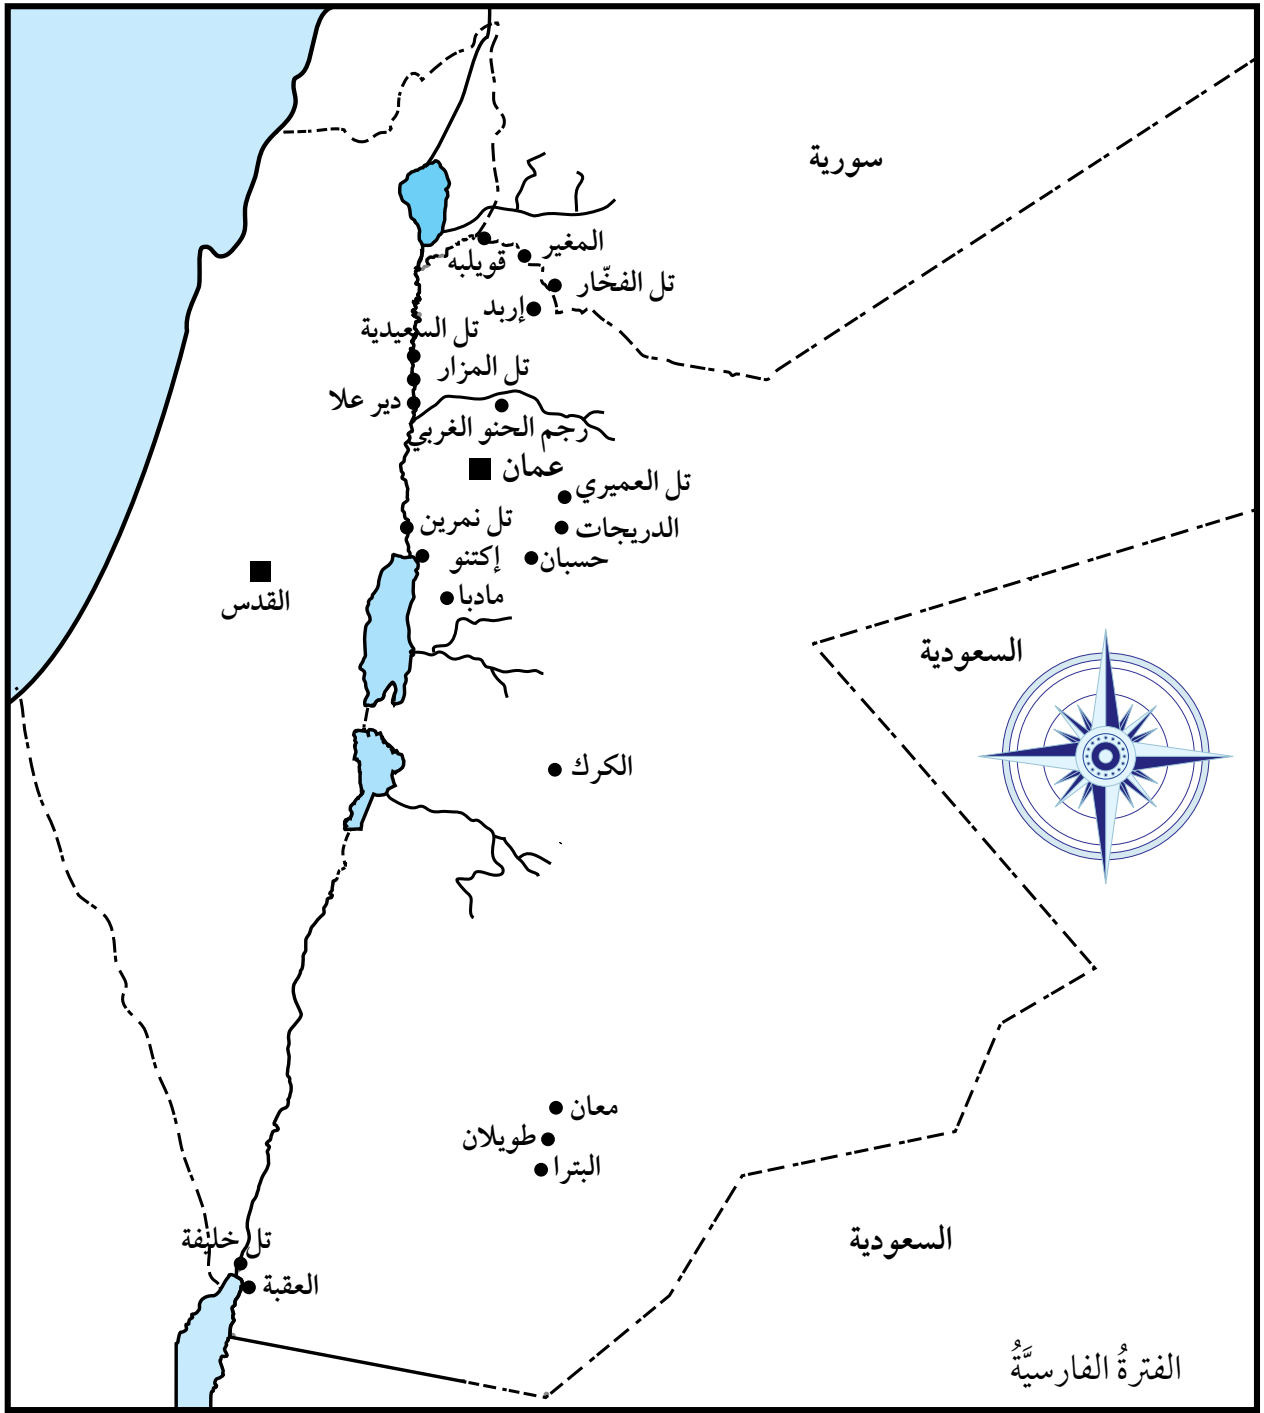 سورية
المغير
قويلبه
تل الفخّار
إربد
تل السعيدية
تل المزار
دير علا
رجم الحنو الغربي
عمان
تل العميري
تل نمرين
الدريجات
إكتنو
حسبان
القدس
مادبا
السعودية
الكرك
معان
طويلان
البترا
تل خليفة
السعودية
العقبة
الفترةُ الفارسيَّةُ